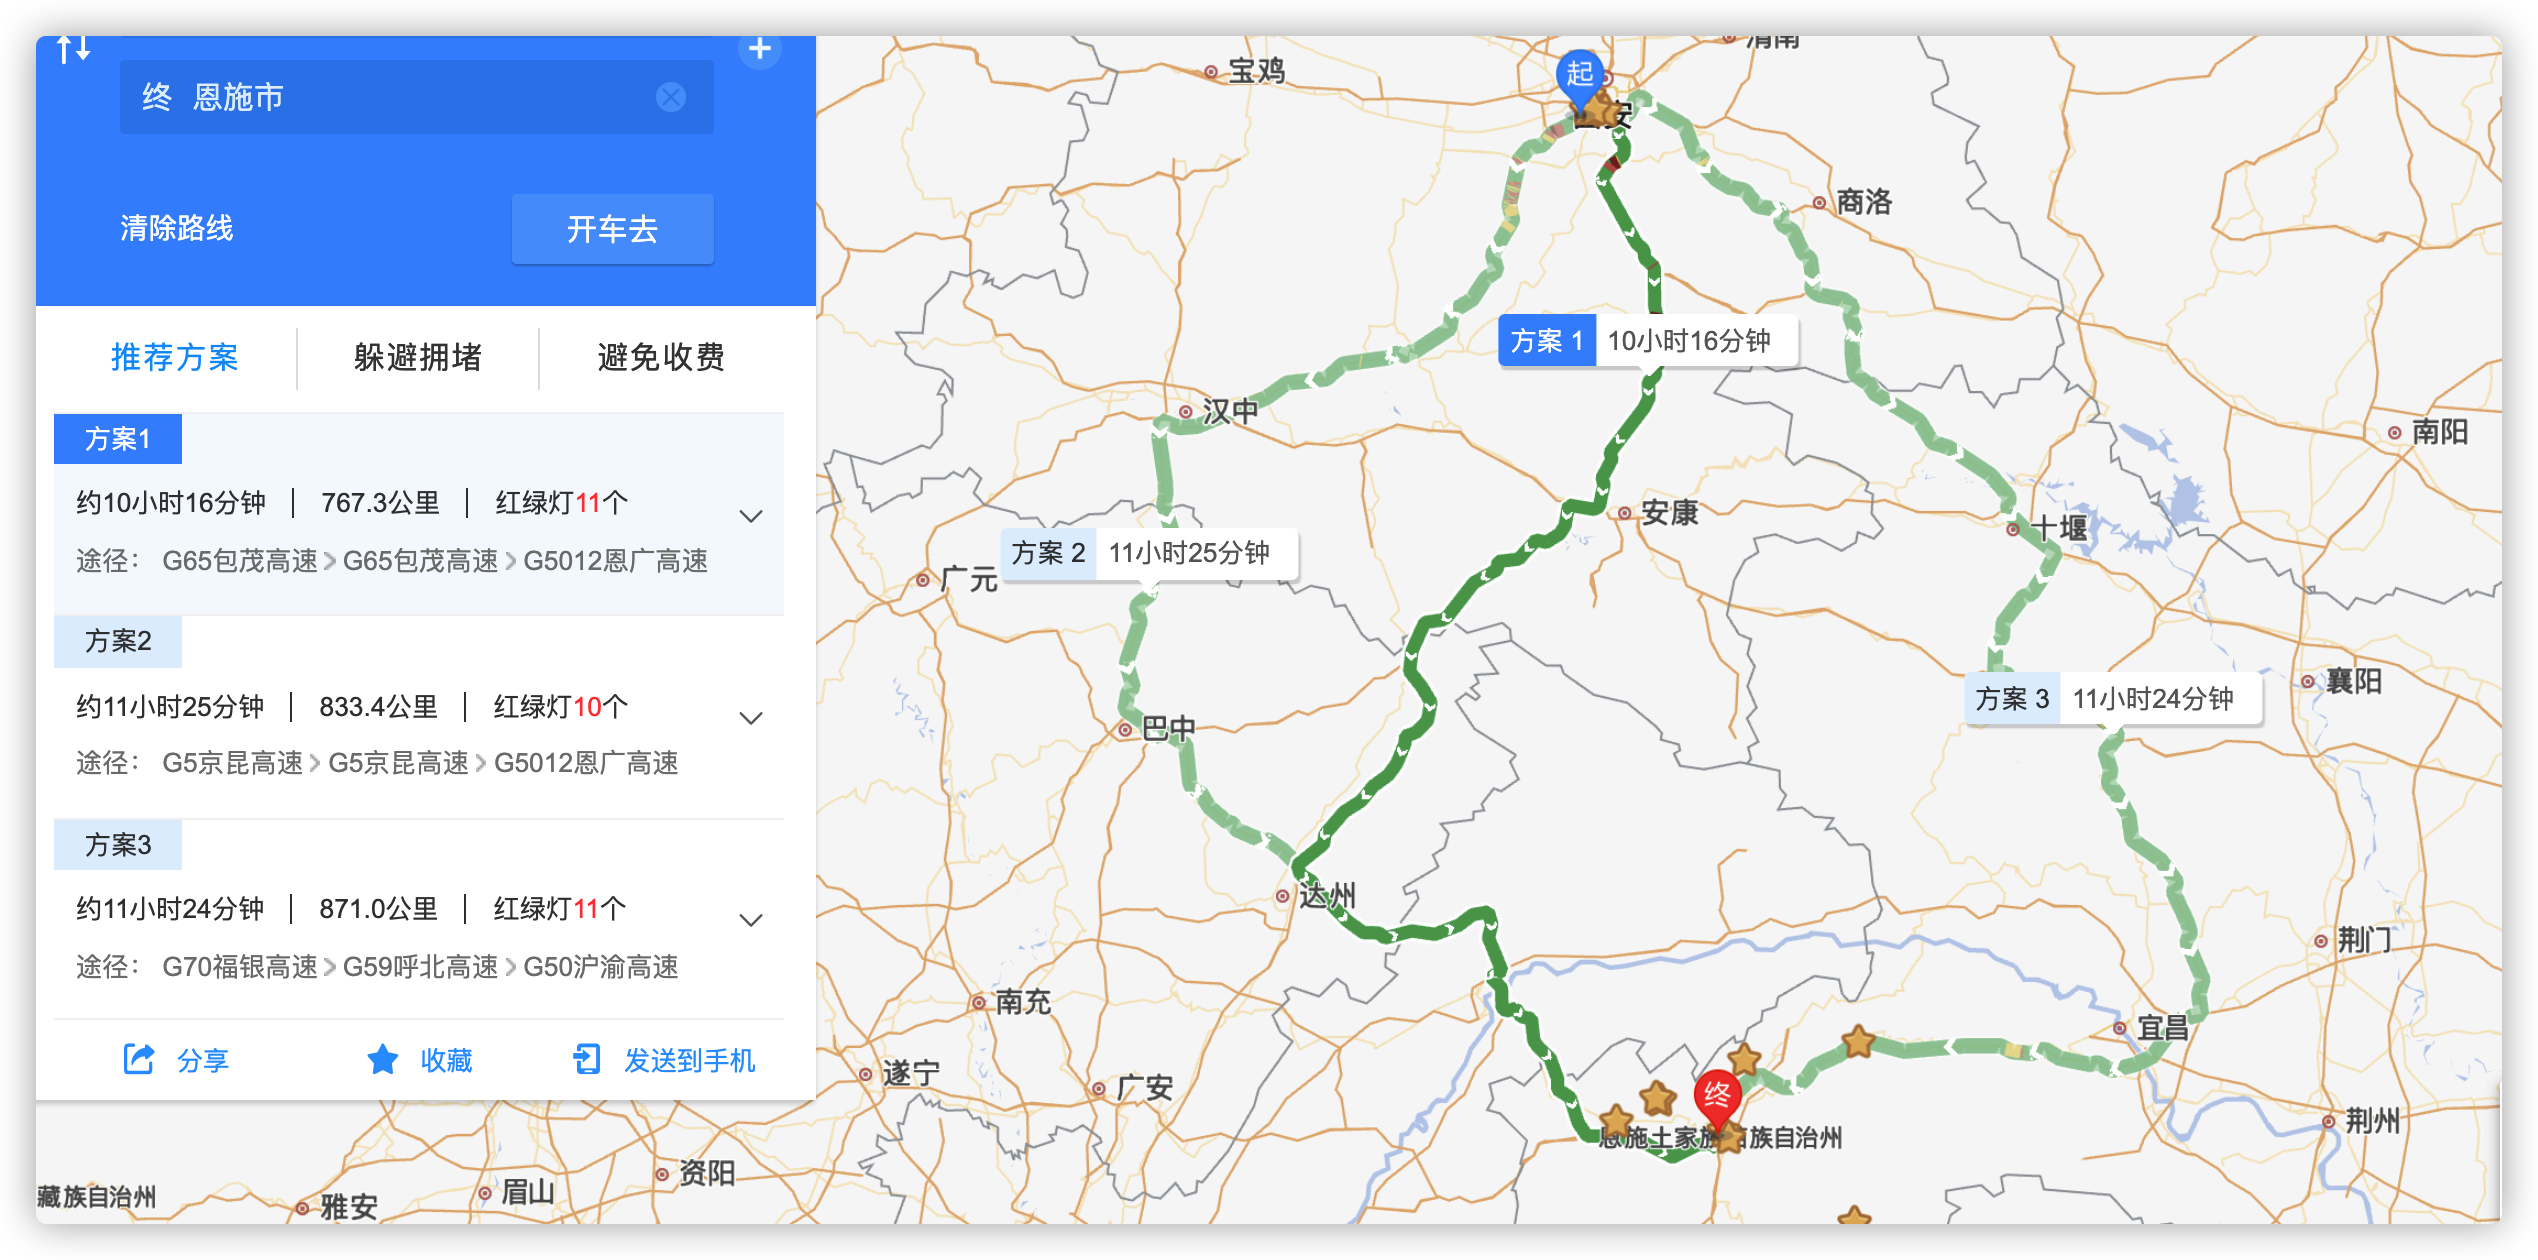 终 恩施市
清除路线
开车去
推荐方案
躲避拥堵
避免收费
方案1
约10小时16分钟 | 767.3公里 | 红绿灯11个
途径: G65包茂高速 > G65包茂高速 > G5012恩广高速
方案2
约11小时25分钟 | 833.4公里 | 红绿灯10个
途径: G5京昆高速 > G5京昆高速 > G5012恩广高速
方案3
约11小时24分钟 | 871.0公里 | 红绿灯11个
途径: G70福银高速 > G59呼北高速 > G50沪渝高速
分享
收藏
发送到手机
渭南
宝鸡
起
安
商洛
方案 1 10小时16分钟
汉中
南阳
安康
十堰
方案 2 11小时25分钟
广元
襄阳
方案 3 11小时24分钟
巴中
达州
荆门
南充
宜昌
遂宁
广安
终
荆州
恩施土家族
族自治州
资阳
眉山
藏族自治州
雅安